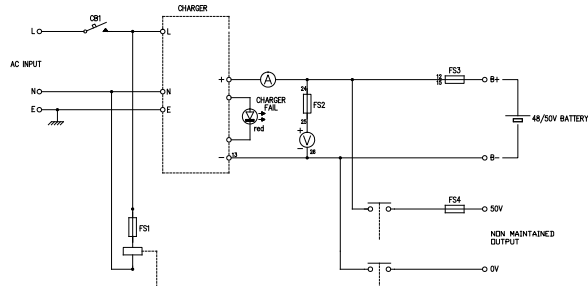 CHARGER
CB1
L
L
AC INPUT
N
N
E
E
+
A
12
15
FS3
B+
24
FS2
25
CHARGER
FAIL
red
+
V
-
26
48/50V BATTERY
-
13
B-
FS1
FS4
50V
NON MAINTAINED
OUTPUT
0V